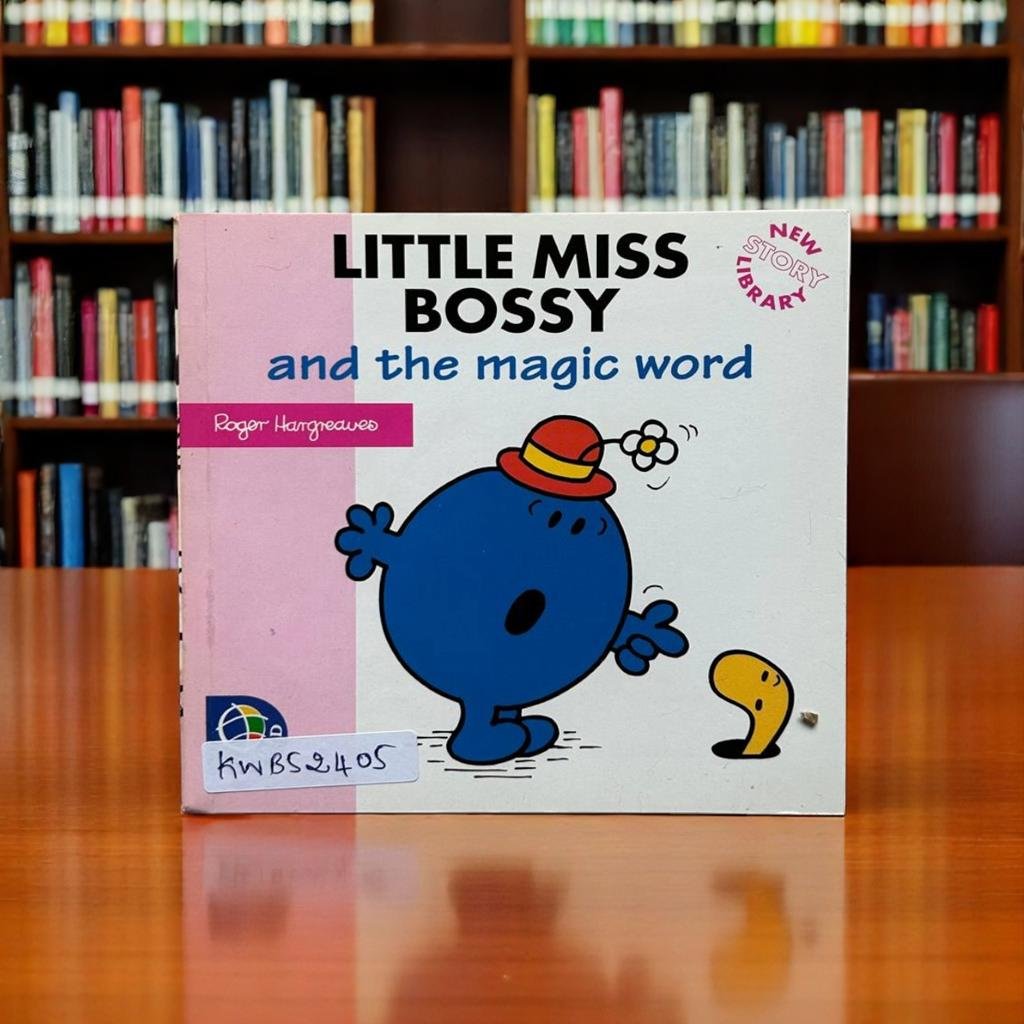 LITTLE MISS
BOSSY
and the magic word
NEW
STORY
LIBRARY
Roger Hargreaves
KWBS2405